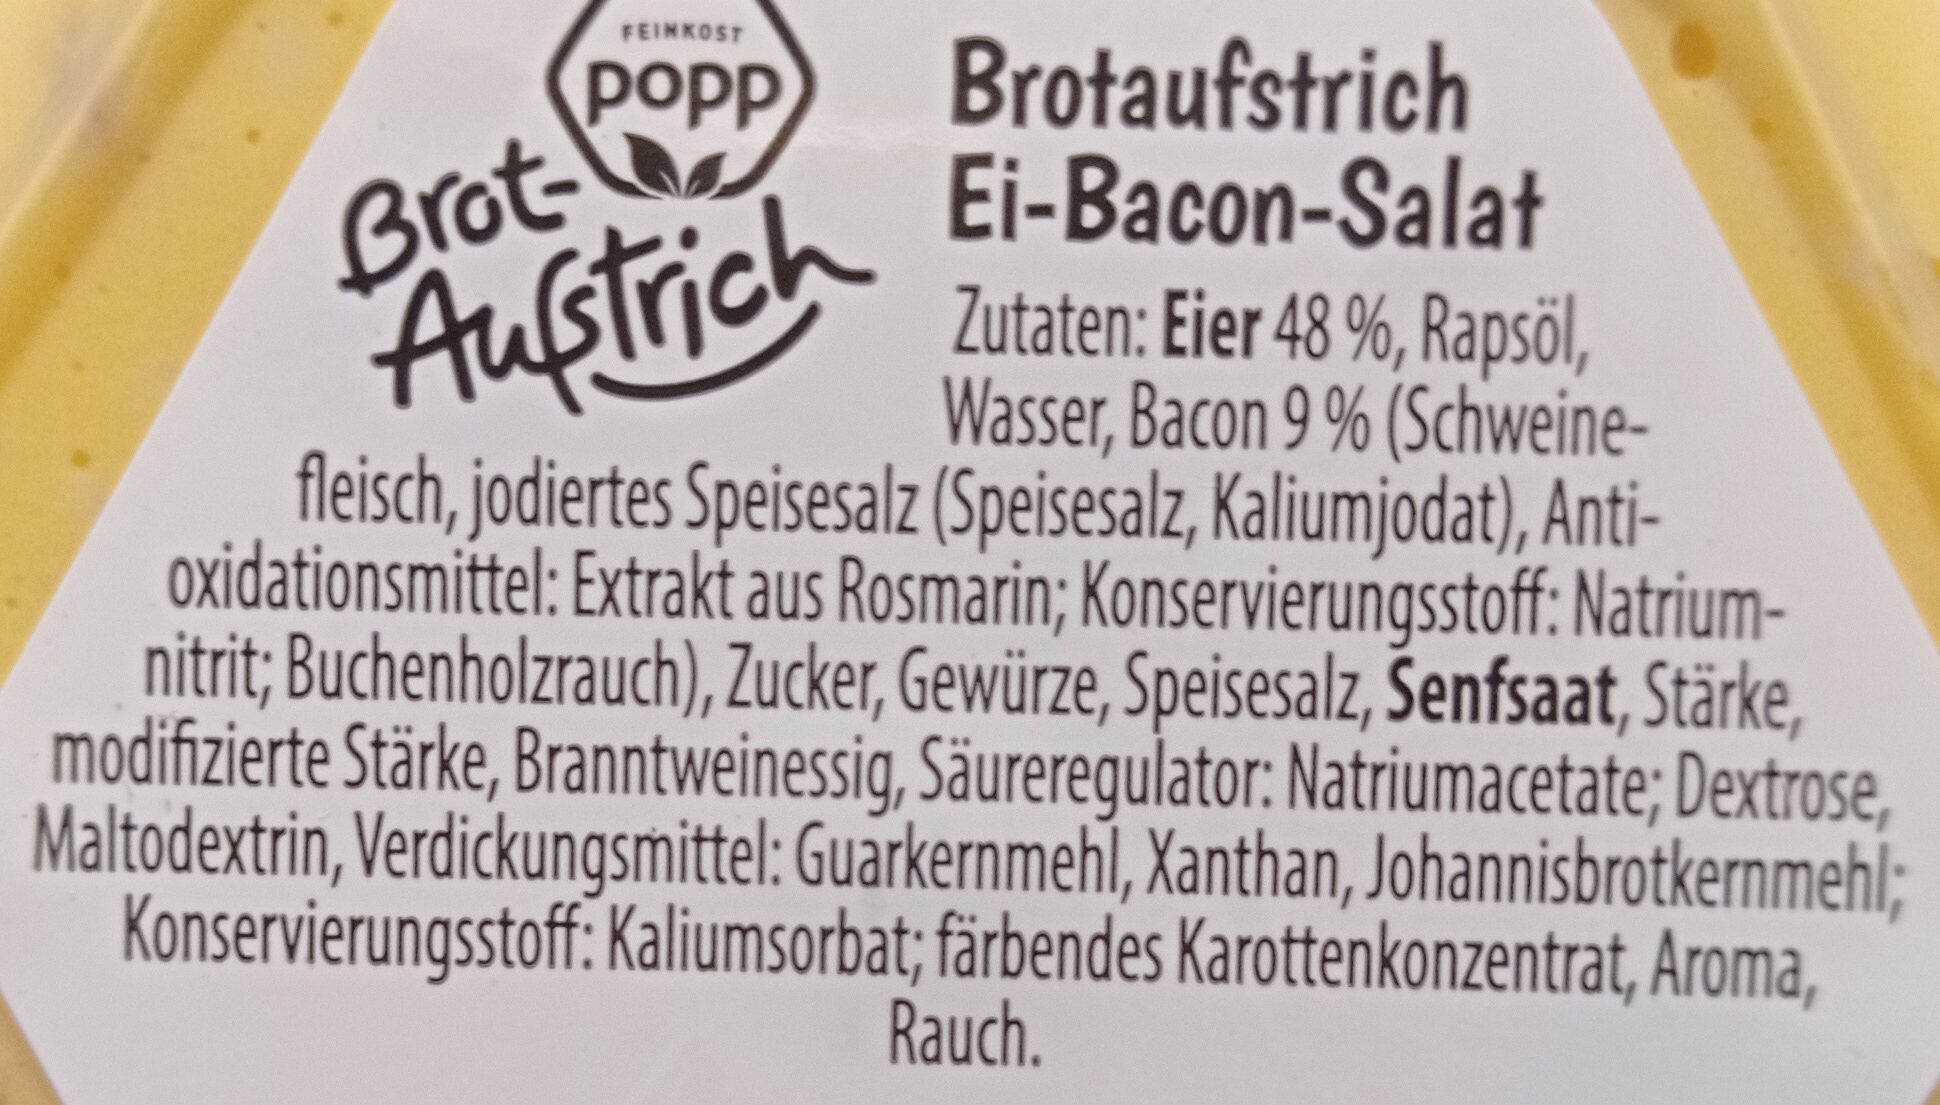 FEINKOST
POPP
Brot-
Aufstrich
Brotaufstrich
Ei-Bacon-Salat
Zutaten: Eier 48 %, Rapsöl,
Wasser, Bacon 9 % (Schweine-
fleisch, jodiertes Speisesalz (Speisesalz, Kaliumjodat), Anti-
oxidationsmittel: Extrakt aus Rosmarin; Konservierungsstoff: Natrium-
nitrit; Buchenholzrauch), Zucker, Gewürze, Speisesalz, Senfsaat, Stärke,
modifizierte Stärke, Branntweinessig, Säureregulator: Natriumacetate; Dextrose,
Maltodextrin, Verdickungsmittel: Guarkernmehl, Xanthan, Johannisbrotkernmehl;
Konservierungsstoff: Kaliumsorbat; färbendes Karottenkonzentrat, Aroma,
Rauch.